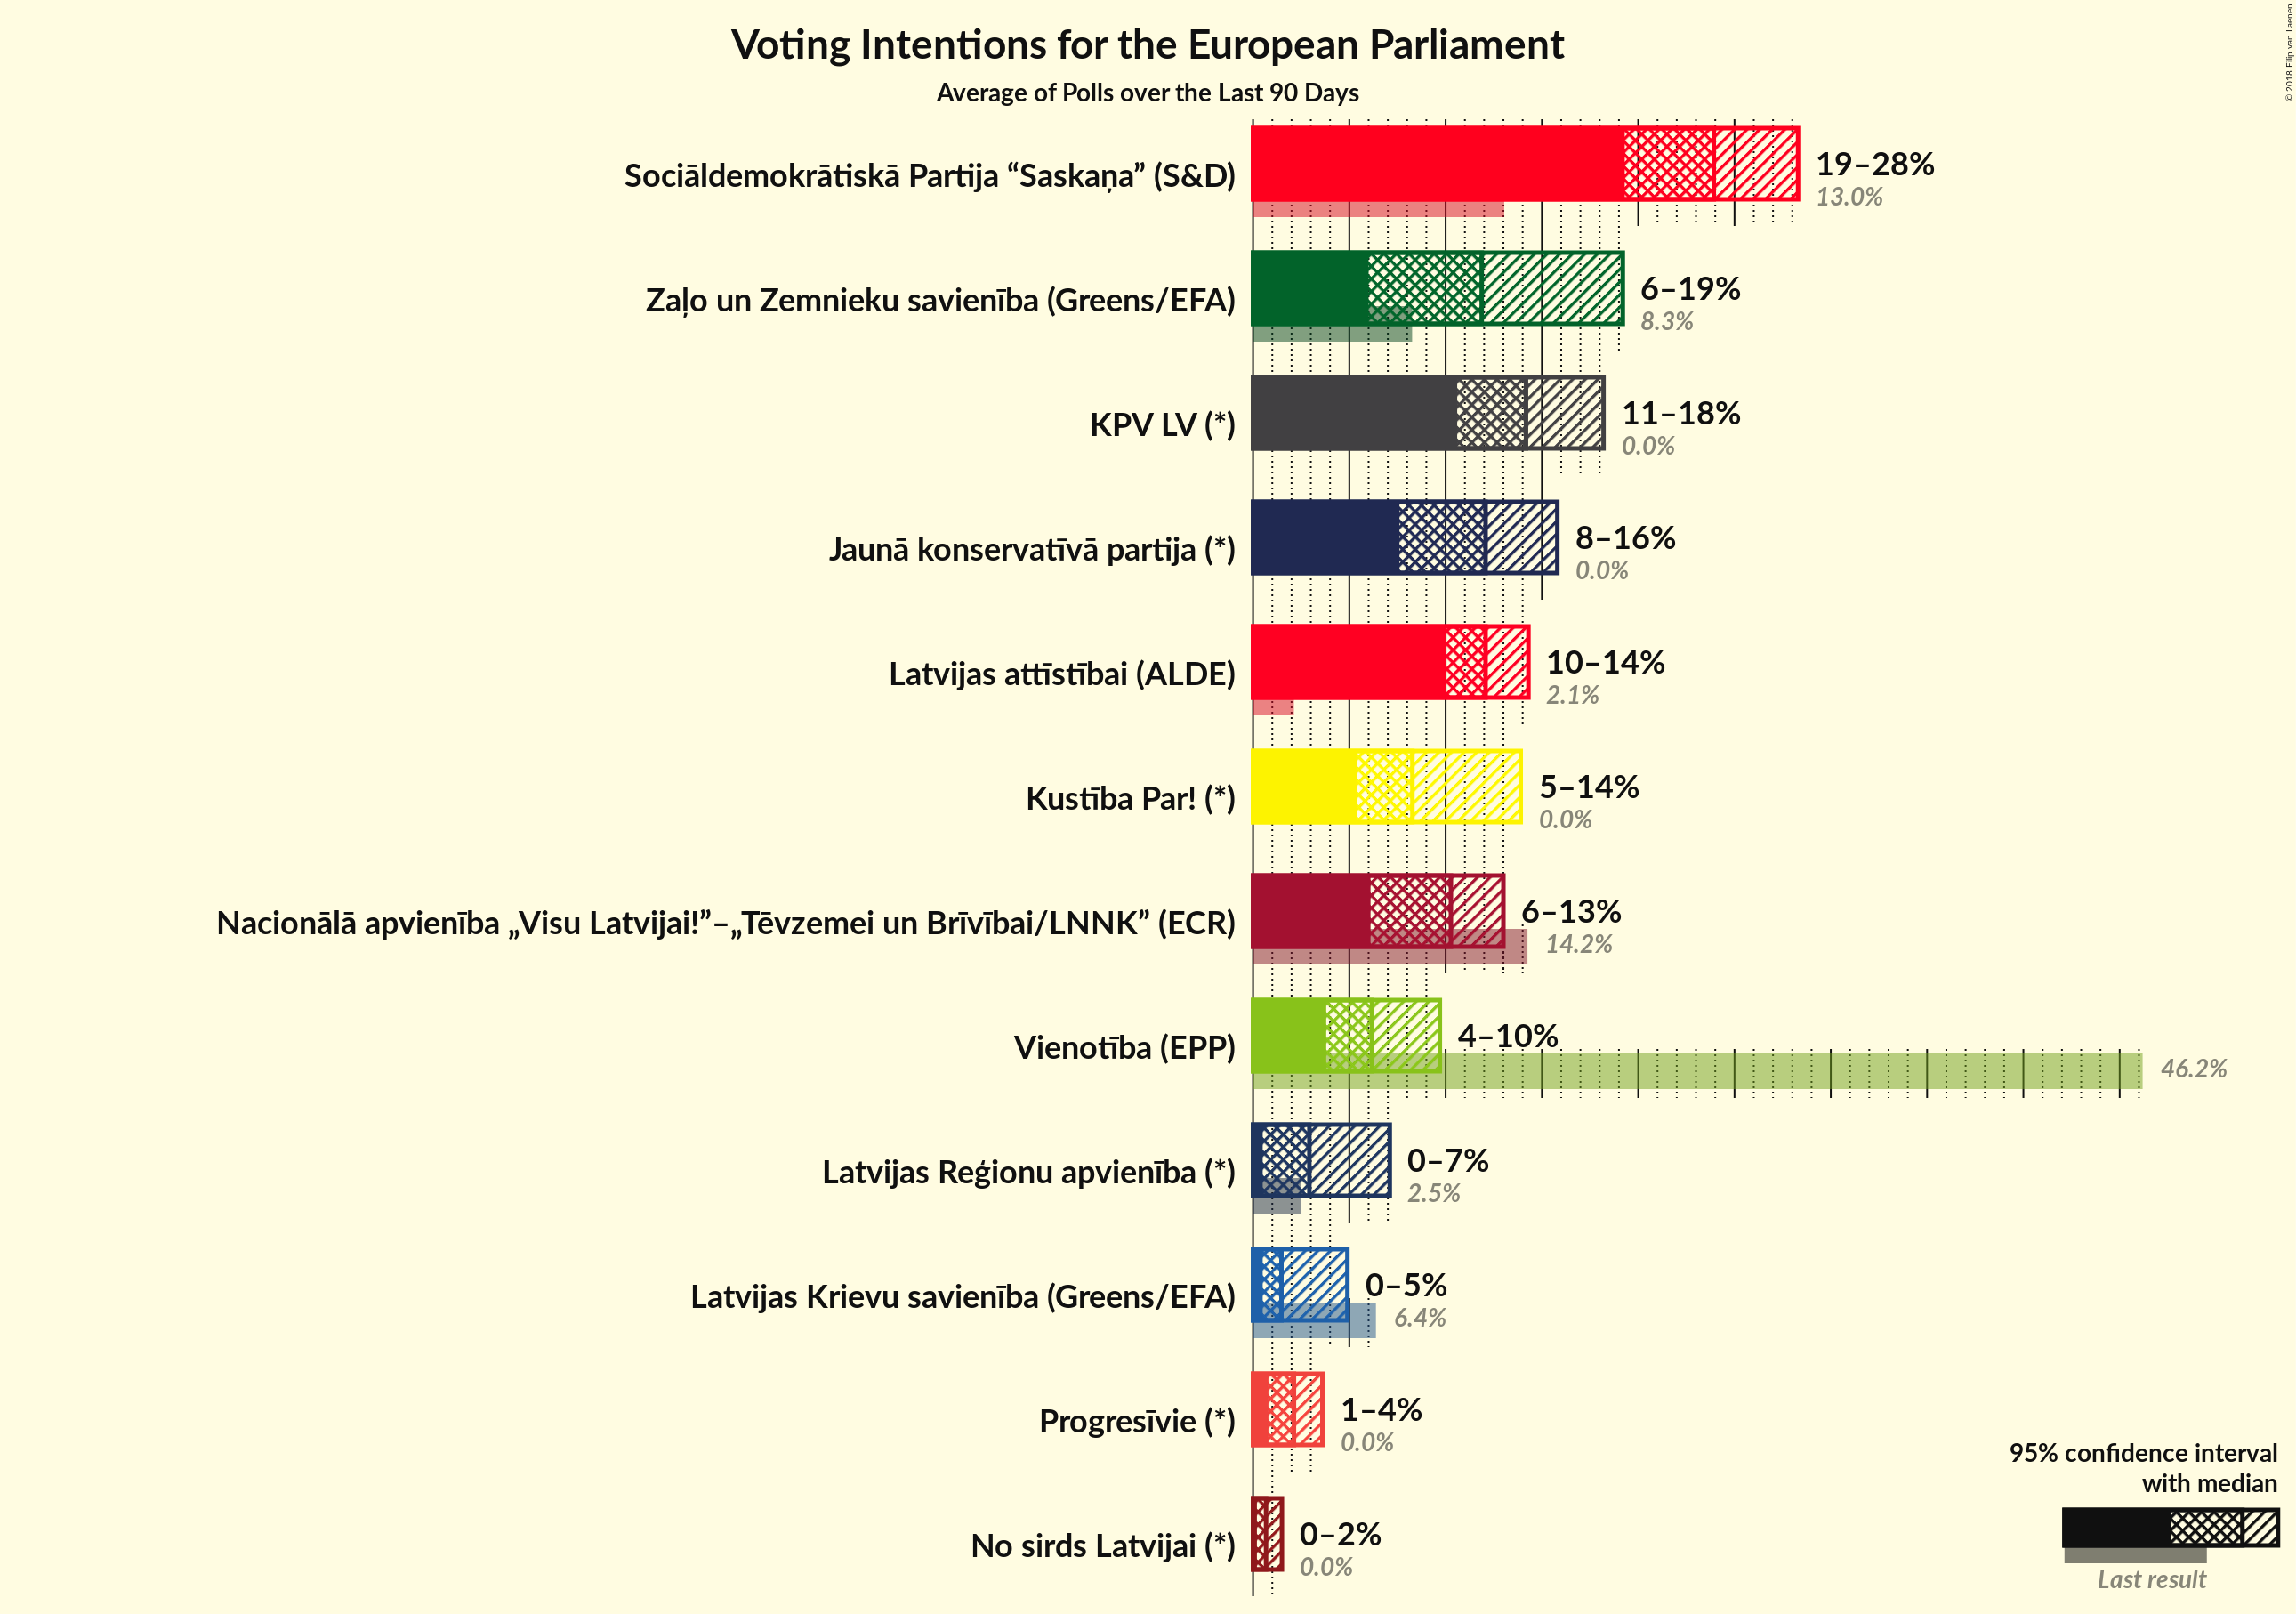 Voting Intentions for the European Parliament
Average of Polls over the Last 90 Days
© 2018 Filip van Laenen
Sociāldemokrātiskā Partija “Saskaņa” (S&D)
19–28%
13.0%
Zaļo un Zemnieku savienība (Greens/EFA)
6–19%
8.3%
KPV LV (*)
11–18%
0.0%
Jaunā konservatīvā partija (*)
8–16%
0.0%
Latvijas attīstībai (ALDE)
10–14%
2.1%
Kustība Par! (*)
5–14%
0.0%
Nacionālā apvienība „Visu Latvijai!”–„Tēvzemei un Brīvībai/LNNK” (ECR)
6–13%
14.2%
Vienotība (EPP)
4–10%
46.2%
Latvijas Reģionu apvienība (*)
0–7%
2.5%
Latvijas Krievu savienība (Greens/EFA)
0–5%
6.4%
Progresīvie (*)
1–4%
0.0%
No sirds Latvijai (*)
0–2%
0.0%
95% confidence interval
with median
Last result